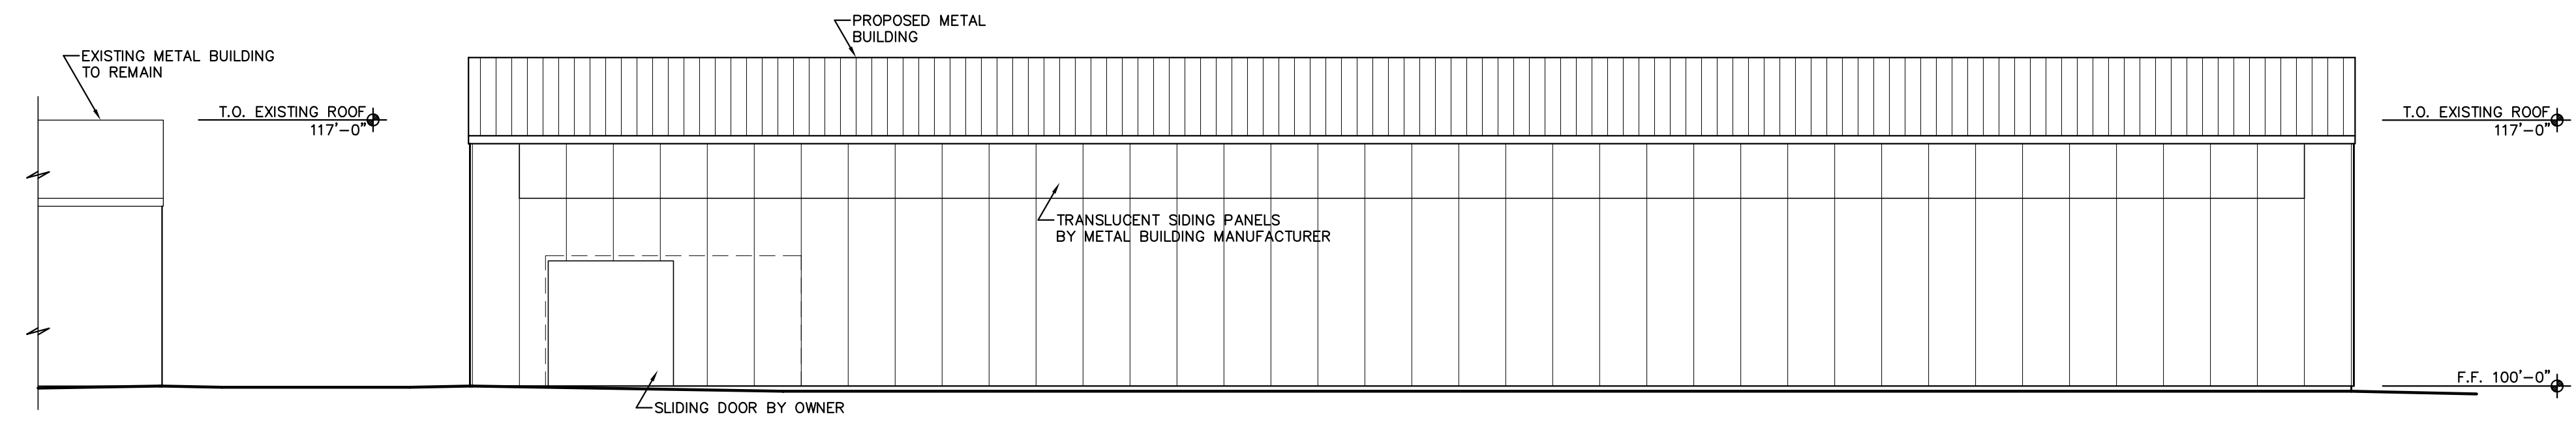 PROPOSED METAL
BUILDING
EXISTING METAL BUILDING
TO REMAIN
T.O. EXISTING ROOF
117'-0"
T.O. EXISTING ROOF
117'-0"
TRANSLUCENT SIDING PANELS
BY METAL BUILDING MANUFACTURER
F.F. 100'-0"
SLIDING DOOR BY OWNER